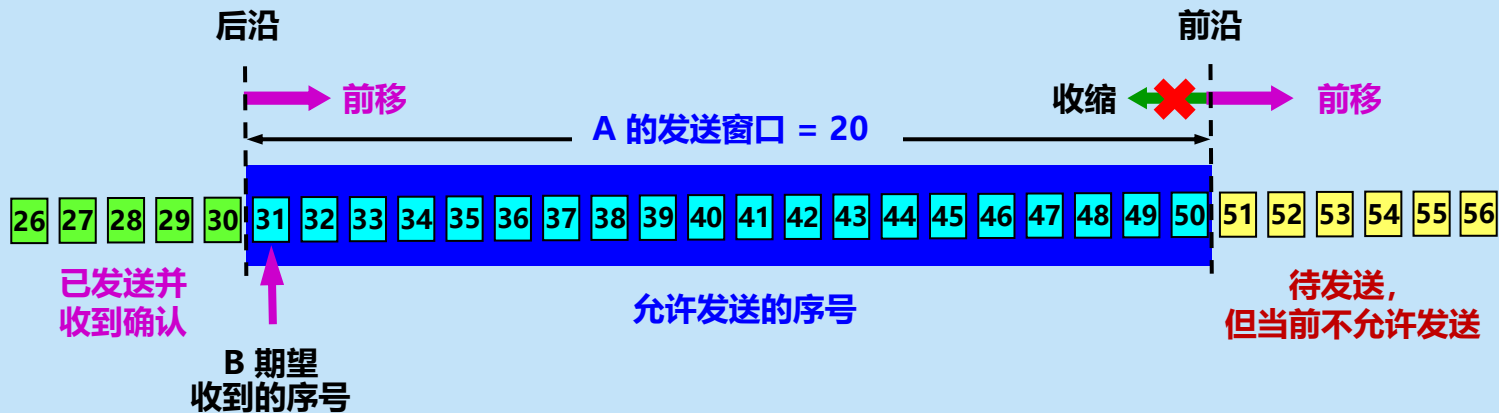 后沿
前沿
前移
收缩
前移
A 的发送窗口 = 20
26 27 28 29 30 31 32 33 34 35 36 37 38 39 40 41 42 43 44 45 46 47 48 49 50 51 52 53 54 55 56
已发送并
收到确认
允许发送的序号
待发送，
但当前不允许发送
B 期望
收到的序号